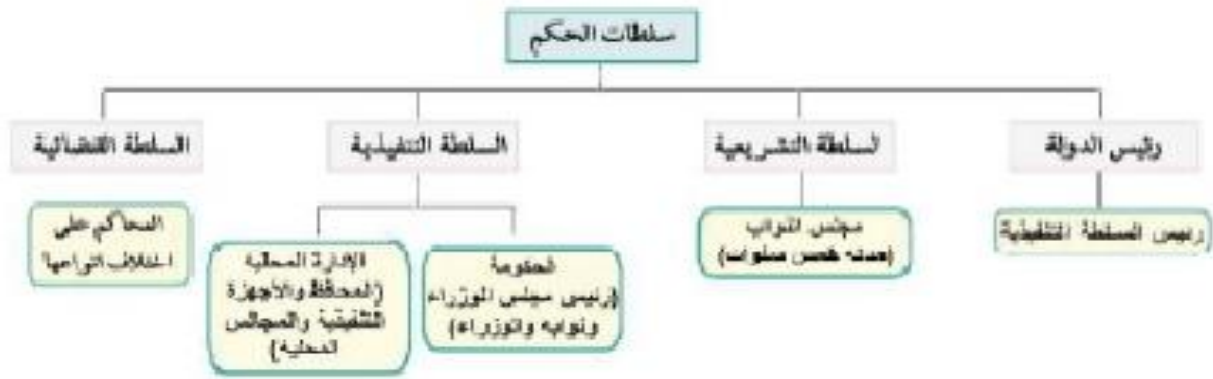 سلطات الحكم
رئيس الدولة
السلطة التشريعية
السلطة التنفيذية
السلطة القضائية
رئيس السلطة التنفيذية
مجلس النواب
(مدته خمس سنوات)
الحكومة
(رئيس مجلس الوزراء
ونوابه والوزراء)
الإدارة المحلية
(المحافظ والأجهزة
التنفيذية والمجالس
المحلية)
المحاكم على
اختلاف أنواعها